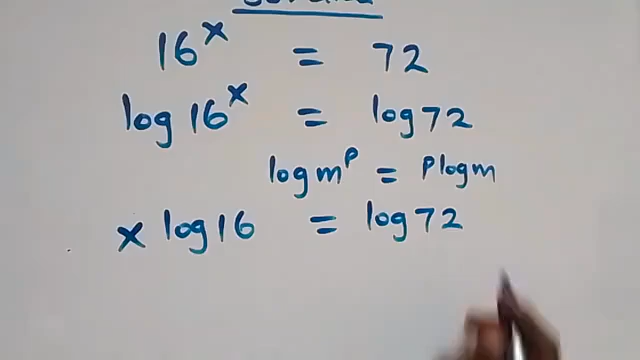 16^x = 72
log 16^x = log 72
log m^p = p log m
x log 16 = log 72